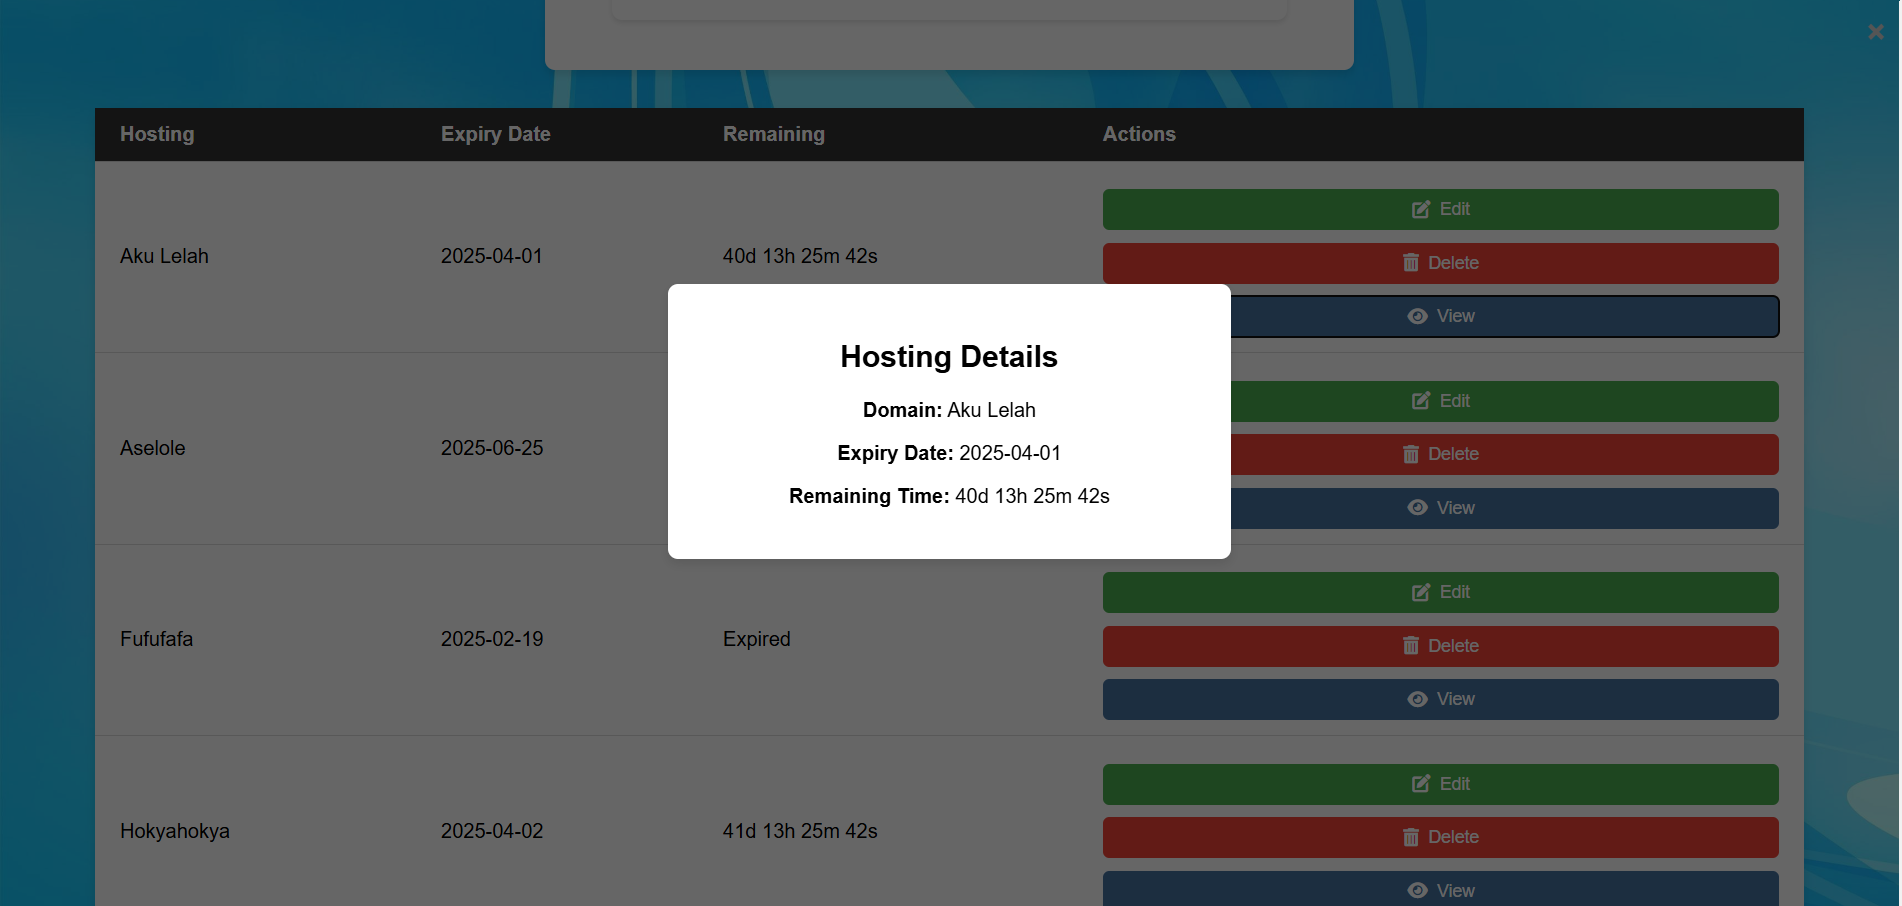 ×
Hosting Expiry Date Remaining Actions
Edit
Aku Lelah 2025-04-01 40d 13h 25m 42s
Delete
View
Hosting Details
Domain: Aku Lelah
Expiry Date: 2025-04-01
Remaining Time: 40d 13h 25m 42s
Edit
Aselole 2025-06-25
Delete
View
Edit
Fufufafa 2025-02-19 Expired
Delete
View
Edit
Hokyahokya 2025-04-02 41d 13h 25m 42s
Delete
View